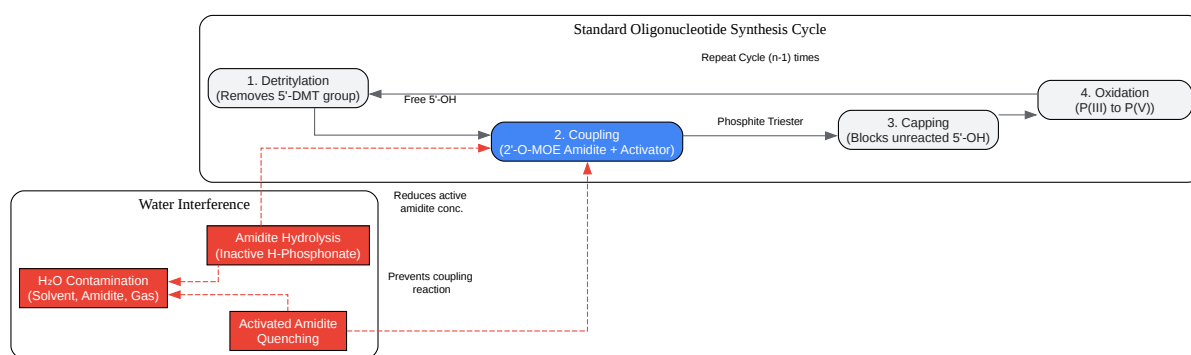 Standard Oligonucleotide Synthesis Cycle
Repeat Cycle (n-1) times
1. Detritylation
(Removes 5'-DMT group)
Free 5'-OH
4. Oxidation
(P(III) to P(V))
2. Coupling
(2'-O-MOE Amidite + Activator)
Phosphite Triester
3. Capping
(Blocks unreacted 5'-OH)
Water Interference
Reduces active
amidite conc.
Amidite Hydrolysis
(Inactive H-Phosphonate)
H₂O Contamination
(Solvent, Amidite, Gas)
Prevents coupling
reaction
Activated Amidite
Quenching